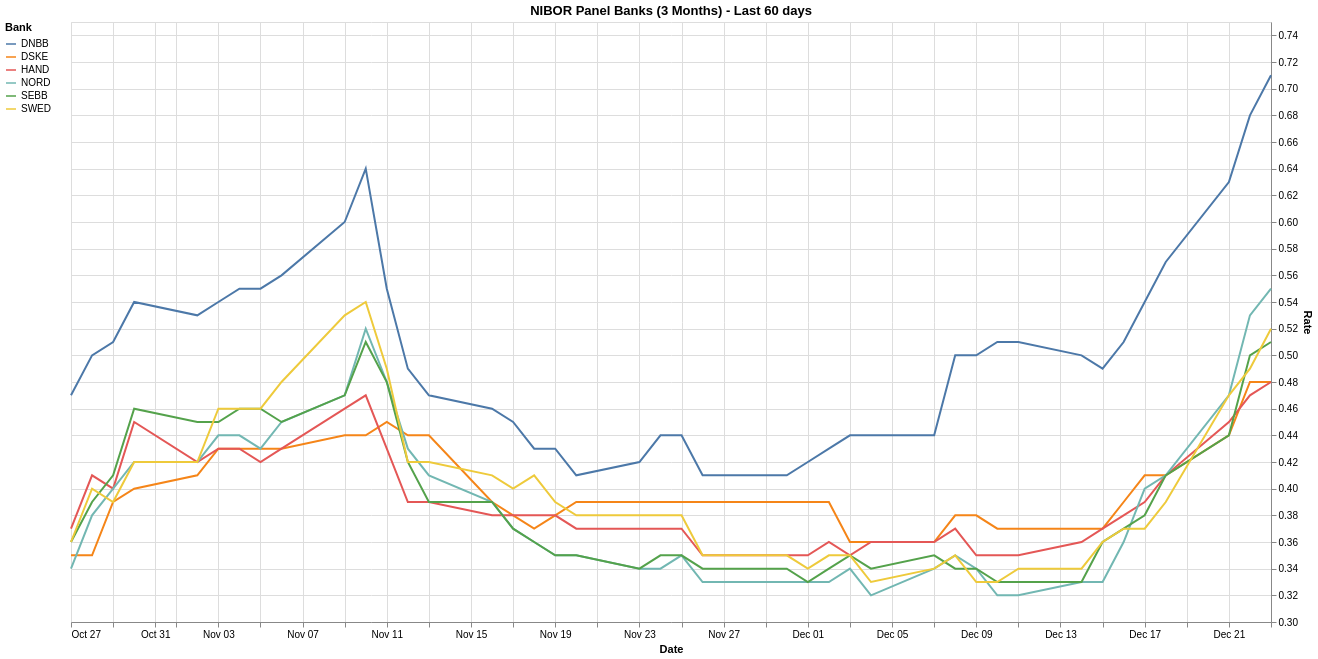 NIBOR Panel Banks (3 Months) - Last 60 days
Bank
DNBB
DSKE
HAND
NORD
SEBB
SWED
0.74
0.72
0.70
0.68
0.66
0.64
0.62
0.60
0.58
0.56
0.54
0.52
0.50
0.48
0.46
0.44
0.42
0.40
0.38
0.36
0.34
0.32
0.30
Rate
Oct 27 Oct 31 Nov 03 Nov 07 Nov 11 Nov 15 Nov 19 Nov 23 Nov 27 Dec 01 Dec 05 Dec 09 Dec 13 Dec 17 Dec 21
Date